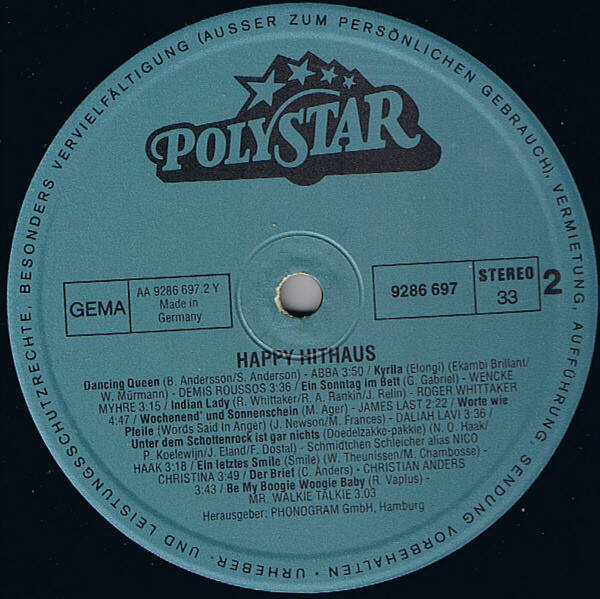 URHEBER- UND LEISTUNGSSCHUTZRECHTE, BESONDERS VERVIELFÄLTIGUNG (AUSSER ZUM PERSÖNLICHEN GEBRAUCH), VERMIETUNG, AUFFÜHRUNG, SENDUNG VORBEHALTEN •
POLYSTAR
GEMA
AA 9286 697.2 Y
Made in
Germany
9286 697
STEREO
33
2
HAPPY HITHAUS
Dancing Queen (B. Andersson/S. Anderson) - ABBA 3:50 / Kyrila (Elongi) (Ekambi Brillant/
W. Mürmann) - DEMIS ROUSSOS 3:36 / Ein Sonntag im Bett (G. Gabriel) - WENCKE
MYHRE 3:15 / Indian Lady (R. Whittaker/R. A. Rankin/J. Relin) - ROGER WHITTAKER
4:47 / Wochenend' und Sonnenschein (M. Ager) - JAMES LAST 2:22 / Worte wie
Pfeile (Words Said In Anger) (J. Newson/M. Frances) - DALIAH LAVI 3:36 /
Unter dem Schottenrock ist gar nichts (Doedelzakke-pakkie) (N. O. Haak/
P. Koelewijn/J. Eland/F. Dostal) - Schmidtchen Schleicher alias NICO
HAAK 3:18 / Ein letztes Smile (Smile) (W. Theunissen/M. Chambosse) -
CHRISTINA 3:49 / Der Brief (C. Anders) - CHRISTIAN ANDERS
3:43 / Be My Boogie Woogie Baby (R. Vaplus) -
MR. WALKIE TALKIE 3:03
Herausgeber: PHONOGRAM GmbH, Hamburg